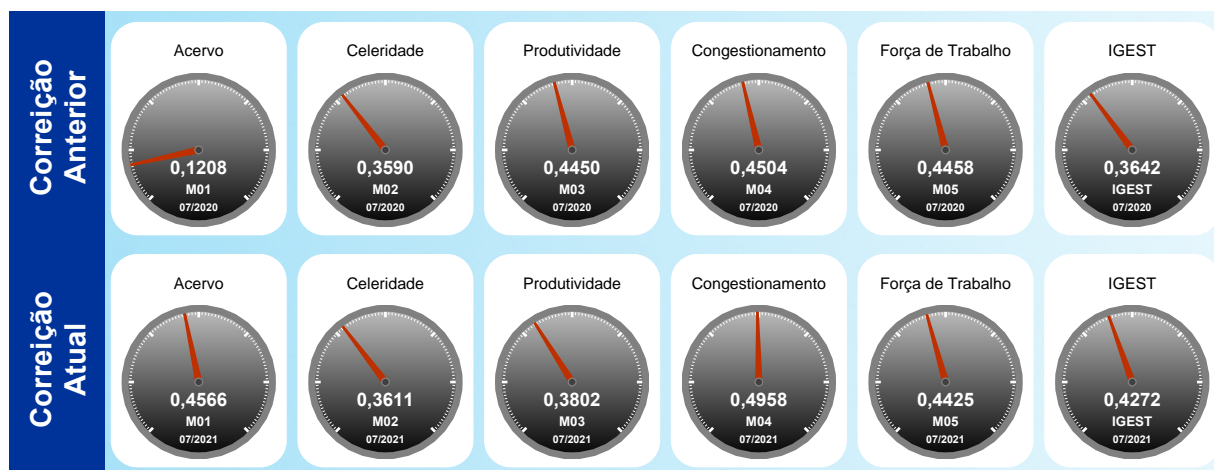 Correição
Anterior
Acervo
0,1208
M01
07/2020
Celeridade
0,3590
M02
07/2020
Produtividade
0,4450
M03
07/2020
Congestionamento
0,4504
M04
07/2020
Força de Trabalho
0,4458
M05
07/2020
IGEST
0,3642
IGEST
07/2020
Correição
Atual
Acervo
0,4566
M01
07/2021
Celeridade
0,3611
M02
07/2021
Produtividade
0,3802
M03
07/2021
Congestionamento
0,4958
M04
07/2021
Força de Trabalho
0,4425
M05
07/2021
IGEST
0,4272
IGEST
07/2021